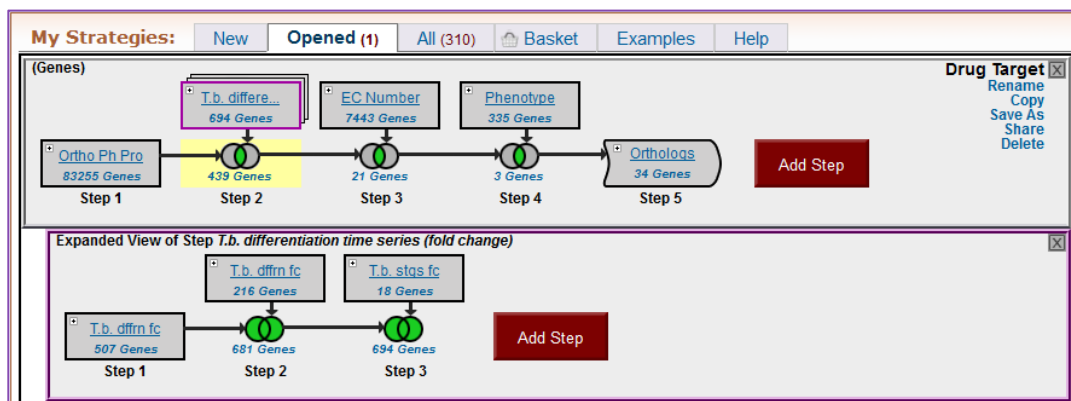 My Strategies: New Opened (1) All (310) Basket Examples Help
(Genes)
Drug Target X
Rename
Copy
Save As
Share
Delete
T.b. differe...
694 Genes
EC Number
7443 Genes
Phenotype
335 Genes
Ortho Ph Pro
83255 Genes
439 Genes
21 Genes
3 Genes
Orthologs
34 Genes
Add Step
Step 1 Step 2 Step 3 Step 4 Step 5
Expanded View of Step T.b. differentiation time series (fold change) X
T.b. dffrn fc
216 Genes
T.b. stgs fc
18 Genes
T.b. dffrn fc
507 Genes
681 Genes
694 Genes
Add Step
Step 1 Step 2 Step 3